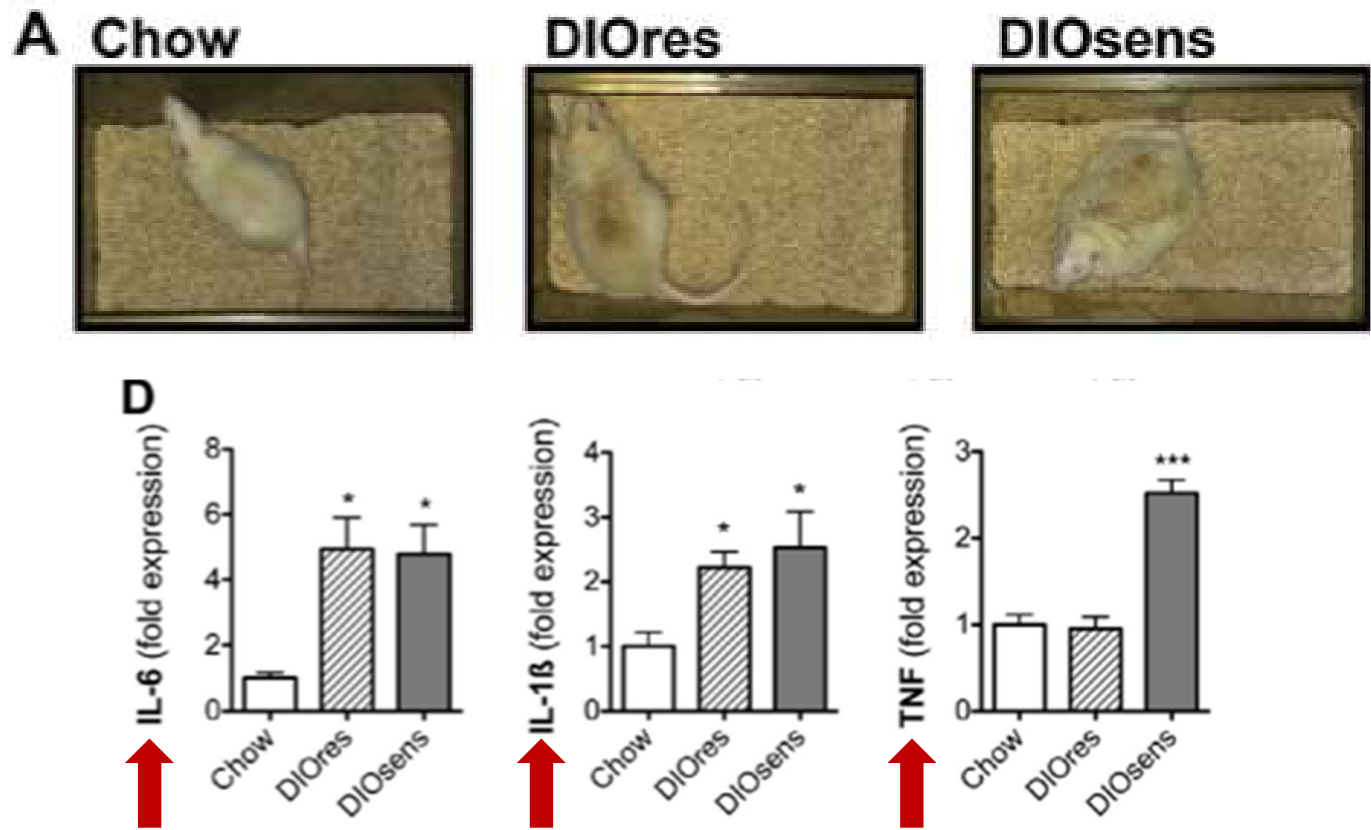 A Chow DIOres DIOsens
D
IL-6 (fold expression)
8
6
4
2
0
*
*
Chow
DIOres
DIOsens
IL-1ß (fold expression)
4
3
2
1
0
*
*
Chow
DIOres
DIOsens
TNF (fold expression)
3
2
1
0
***
Chow
DIOres
DIOsens